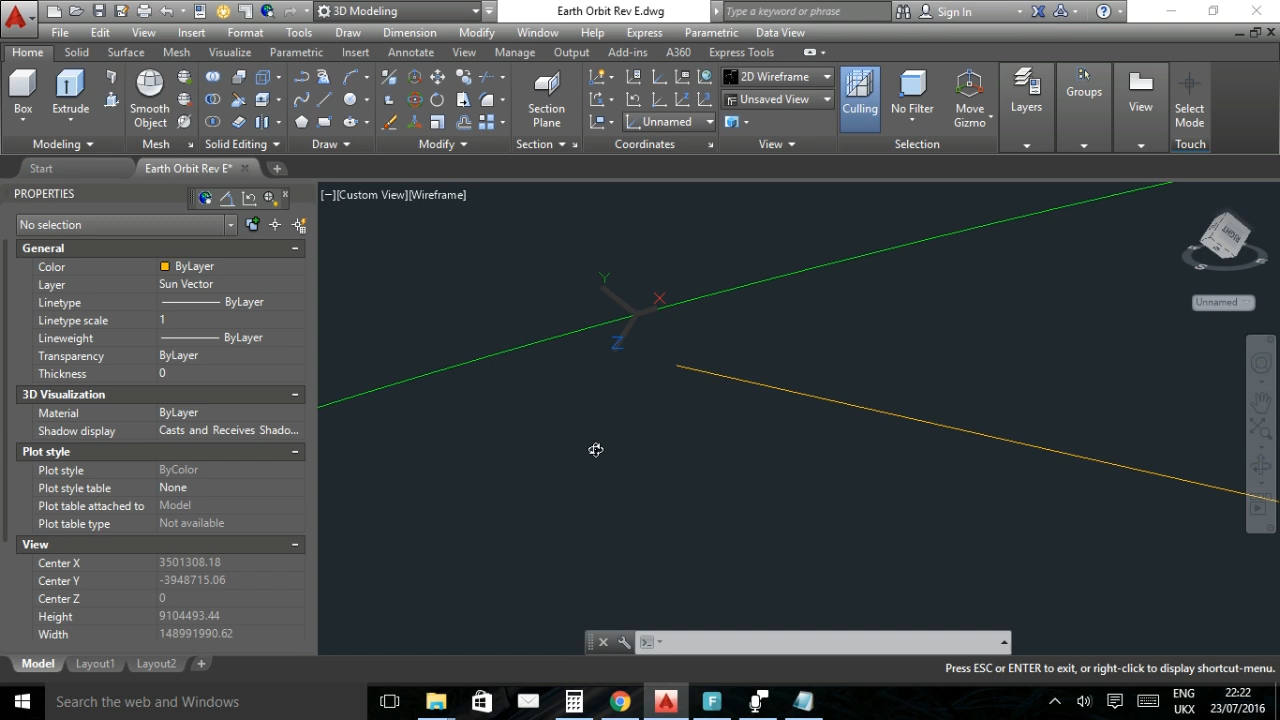 3D Modeling
Earth Orbit Rev E.dwg
Type a keyword or phrase
Sign In
File Edit View Insert Format Tools Draw Dimension Modify Window Help Express Parametric Data View
Home Solid Surface Mesh Visualize Parametric Insert Annotate View Manage Output Add-ins A360 Express Tools
Box
Extrude
Smooth Object
Section Plane
2D Wireframe
Unsaved View
Unnamed
Culling
No Filter
Move Gizmo
Layers
Groups
View
Select Mode
Modeling
Mesh
Solid Editing
Draw
Modify
Section
Coordinates
View
Selection
Touch
Start
Earth Orbit Rev E*
PROPERTIES
No selection
General
Color ByLayer
Layer Sun Vector
Linetype ByLayer
Linetype scale 1
Lineweight ByLayer
Transparency ByLayer
Thickness 0
3D Visualization
Material ByLayer
Shadow display Casts and Receives Shado...
Plot style
Plot style ByColor
Plot style table None
Plot table attached to Model
Plot table type Not available
View
Center X 3501308.18
Center Y -3948715.06
Center Z 0
Height 9104493.44
Width 148991990.62
[−][Custom View][Wireframe]
Y
X
Z
RIGHT
S
Unnamed
Model Layout1 Layout2
Press ESC or ENTER to exit, or right-click to display shortcut-menu.
Search the web and Windows
F
ENG
UKX
22:22
23/07/2016